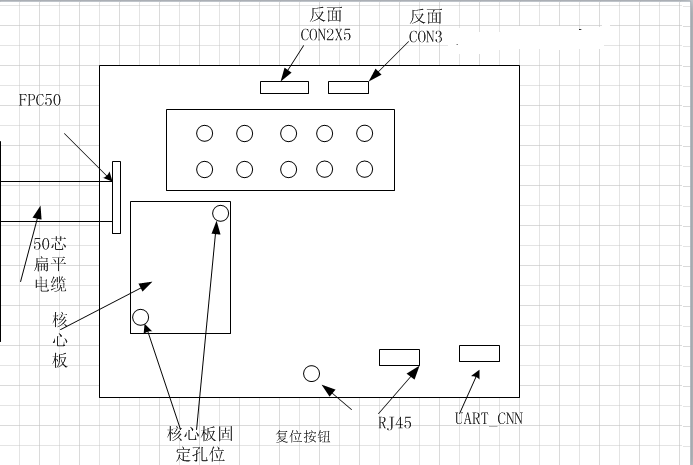 反面
CON2X5
反面
CON3
FPC50
50芯
扁平
电缆
核
心
板
核心板固
定孔位
复位按钮
RJ45
UART_CNN